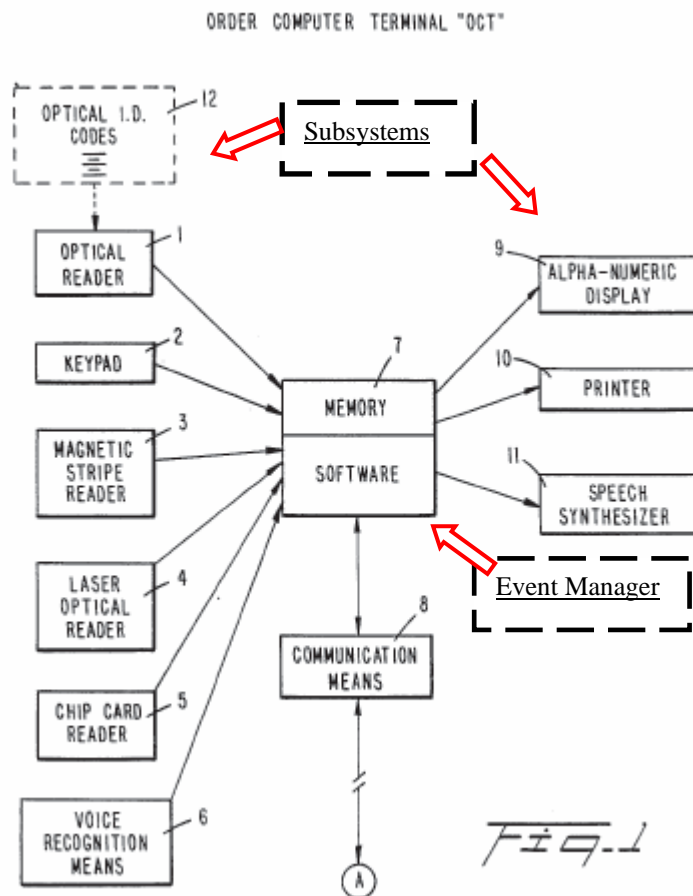 ORDER COMPUTER TERMINAL "OCT"
12
OPTICAL I.D.
CODES
Subsystems
1
OPTICAL
READER
9
ALPHA-NUMERIC
DISPLAY
2
KEYPAD
7
MEMORY
SOFTWARE
10
PRINTER
3
MAGNETIC
STRIPE
READER
11
SPEECH
SYNTHESIZER
4
LASER
OPTICAL
READER
Event Manager
8
COMMUNICATION
MEANS
5
CHIP CARD
READER
6
VOICE
RECOGNITION
MEANS
A
Fig.1